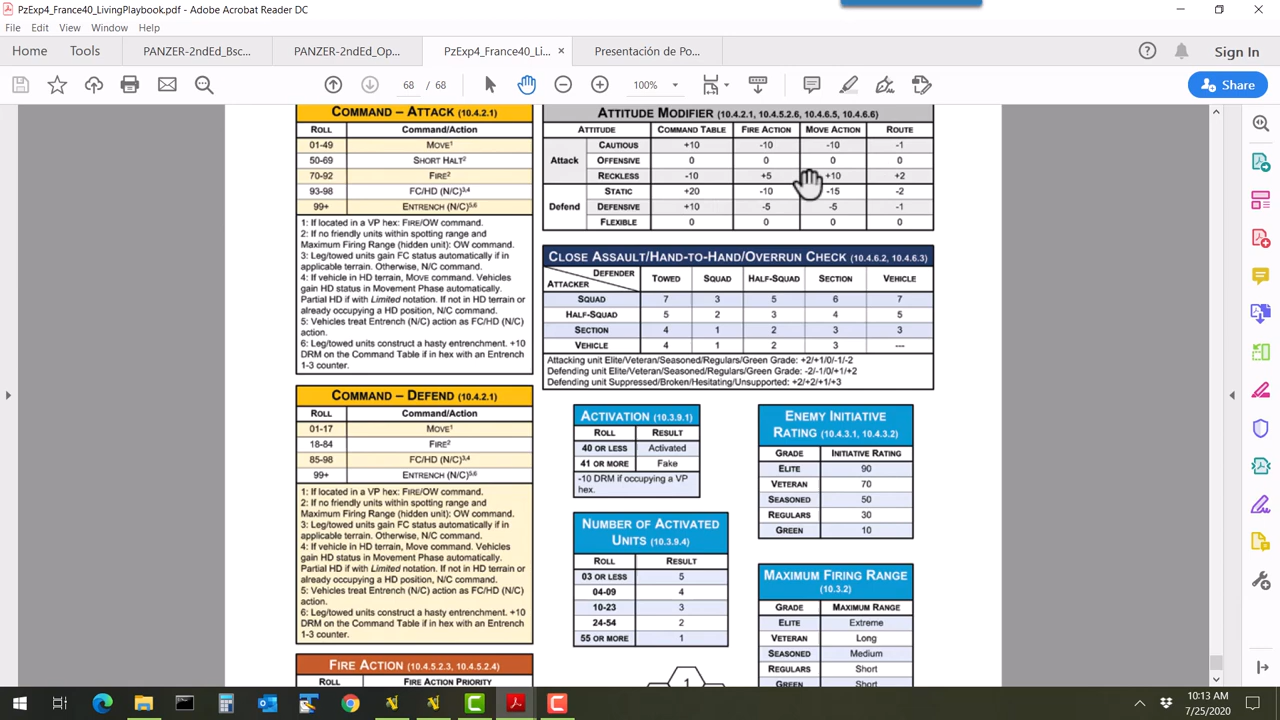 PzExp4_France40_LivingPlaybook.pdf - Adobe Acrobat Reader DC
File Edit View Window Help
Home Tools PANZER-2ndEd_Bsc... PANZER-2ndEd_Op... PzExp4_France40_Li... × Presentación de Po... Sign In
68 / 68 100% Share
COMMAND – ATTACK (10.4.2.1)
ROLL Command/Action
01-49 MOVE1
50-69 SHORT HALT2
70-92 FIRE2
93-98 FC/HD (N/C)3,4
99+ ENTRENCH (N/C)5,6
1: If located in a VP hex: FIRE/OW command.
2: If no friendly units within spotting range and
Maximum Firing Range (hidden unit): OW command.
3: Leg/towed units gain FC status automatically if in
applicable terrain. Otherwise, N/C command.
4: If vehicle in HD terrain, MOVE command. Vehicles
gain HD status in Movement Phase automatically.
Partial HD if with Limited notation. If not in HD terrain or
already occupying a HD position, N/C command.
5: Vehicles treat Entrench (N/C) action as FC/HD (N/C)
action.
6: Leg/towed units construct a hasty entrenchment. +10
DRM on the Command Table if in hex with an Entrench
1-3 counter.
COMMAND – DEFEND (10.4.2.1)
ROLL Command/Action
01-17 MOVE1
18-84 FIRE2
85-98 FC/HD (N/C)3,4
99+ ENTRENCH (N/C)5,6
1: If located in a VP hex: FIRE/OW command.
2: If no friendly units within spotting range and
Maximum Firing Range (hidden unit): OW command.
3: Leg/towed units gain FC status automatically if in
applicable terrain. Otherwise, N/C command.
4: If vehicle in HD terrain, Move command. Vehicles
gain HD status in Movement Phase automatically.
Partial HD if with Limited notation. If not in HD terrain or
already occupying a HD position, N/C command.
5: Vehicles treat Entrench (N/C) action as FC/HD (N/C)
action.
6: Leg/towed units construct a hasty entrenchment. +10
DRM on the Command Table if in hex with an Entrench
1-3 counter.
FIRE ACTION (10.4.5.2.3, 10.4.5.2.4)
ROLL FIRE ACTION PRIORITY
ATTITUDE MODIFIER (10.4.2.1, 10.4.5.2.6, 10.4.6.5, 10.4.6.6)
ATTITUDE COMMAND TABLE FIRE ACTION MOVE ACTION ROUTE
Attack
CAUTIOUS +10 -10 -10 -1
OFFENSIVE 0 0 0 0
RECKLESS -10 +5 +10 +2
Defend
STATIC +20 -10 -15 -2
DEFENSIVE +10 -5 -5 -1
FLEXIBLE 0 0 0 0
CLOSE ASSAULT/HAND-TO-HAND/OVERRUN CHECK (10.4.6.2, 10.4.6.3)
DEFENDER ATTACKER TOWED SQUAD HALF-SQUAD SECTION VEHICLE
SQUAD 7 3 5 6 7
HALF-SQUAD 5 2 3 4 5
SECTION 4 1 2 3 3
VEHICLE 4 1 2 3 ---
Attacking unit Elite/Veteran/Seasoned/Regulars/Green Grade: +2/+1/0/-1/-2
Defending unit Elite/Veteran/Seasoned/Regulars/Green Grade: -2/-1/0/+1/+2
Defending unit Suppressed/Broken/Hesitating/Unsupported: +2/+2/+1/+3
ACTIVATION (10.3.9.1)
ROLL RESULT
40 OR LESS Activated
41 OR MORE Fake
-10 DRM if occupying a VP
hex.
NUMBER OF ACTIVATED
UNITS (10.3.9.4)
ROLL RESULT
03 OR LESS 5
04-09 4
10-23 3
24-54 2
55 OR MORE 1
1
ENEMY INITIATIVE
RATING (10.4.3.1, 10.4.3.2)
GRADE INITIATIVE RATING
ELITE 90
VETERAN 70
SEASONED 50
REGULARS 30
GREEN 10
MAXIMUM FIRING RANGE
(10.3.2)
GRADE MAXIMUM RANGE
ELITE Extreme
VETERAN Long
SEASONED Medium
REGULARS Short
GREEN Short
10:13 AM
7/25/2020